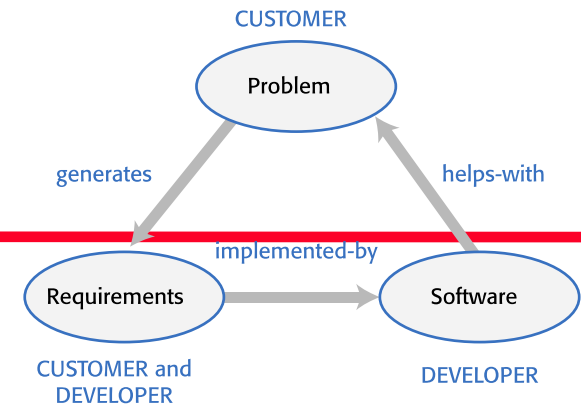 CUSTOMER
Problem
generates
helps-with
implemented-by
Requirements
Software
CUSTOMER and
DEVELOPER
DEVELOPER